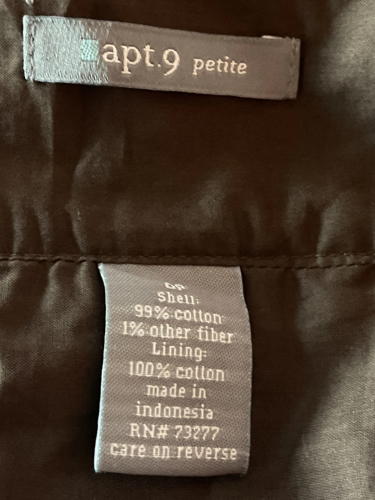 apt.9 petite
6P
Shell:
99% cotton
1% other fiber
Lining:
100% cotton
made in
indonesia
RN# 73277
care on reverse